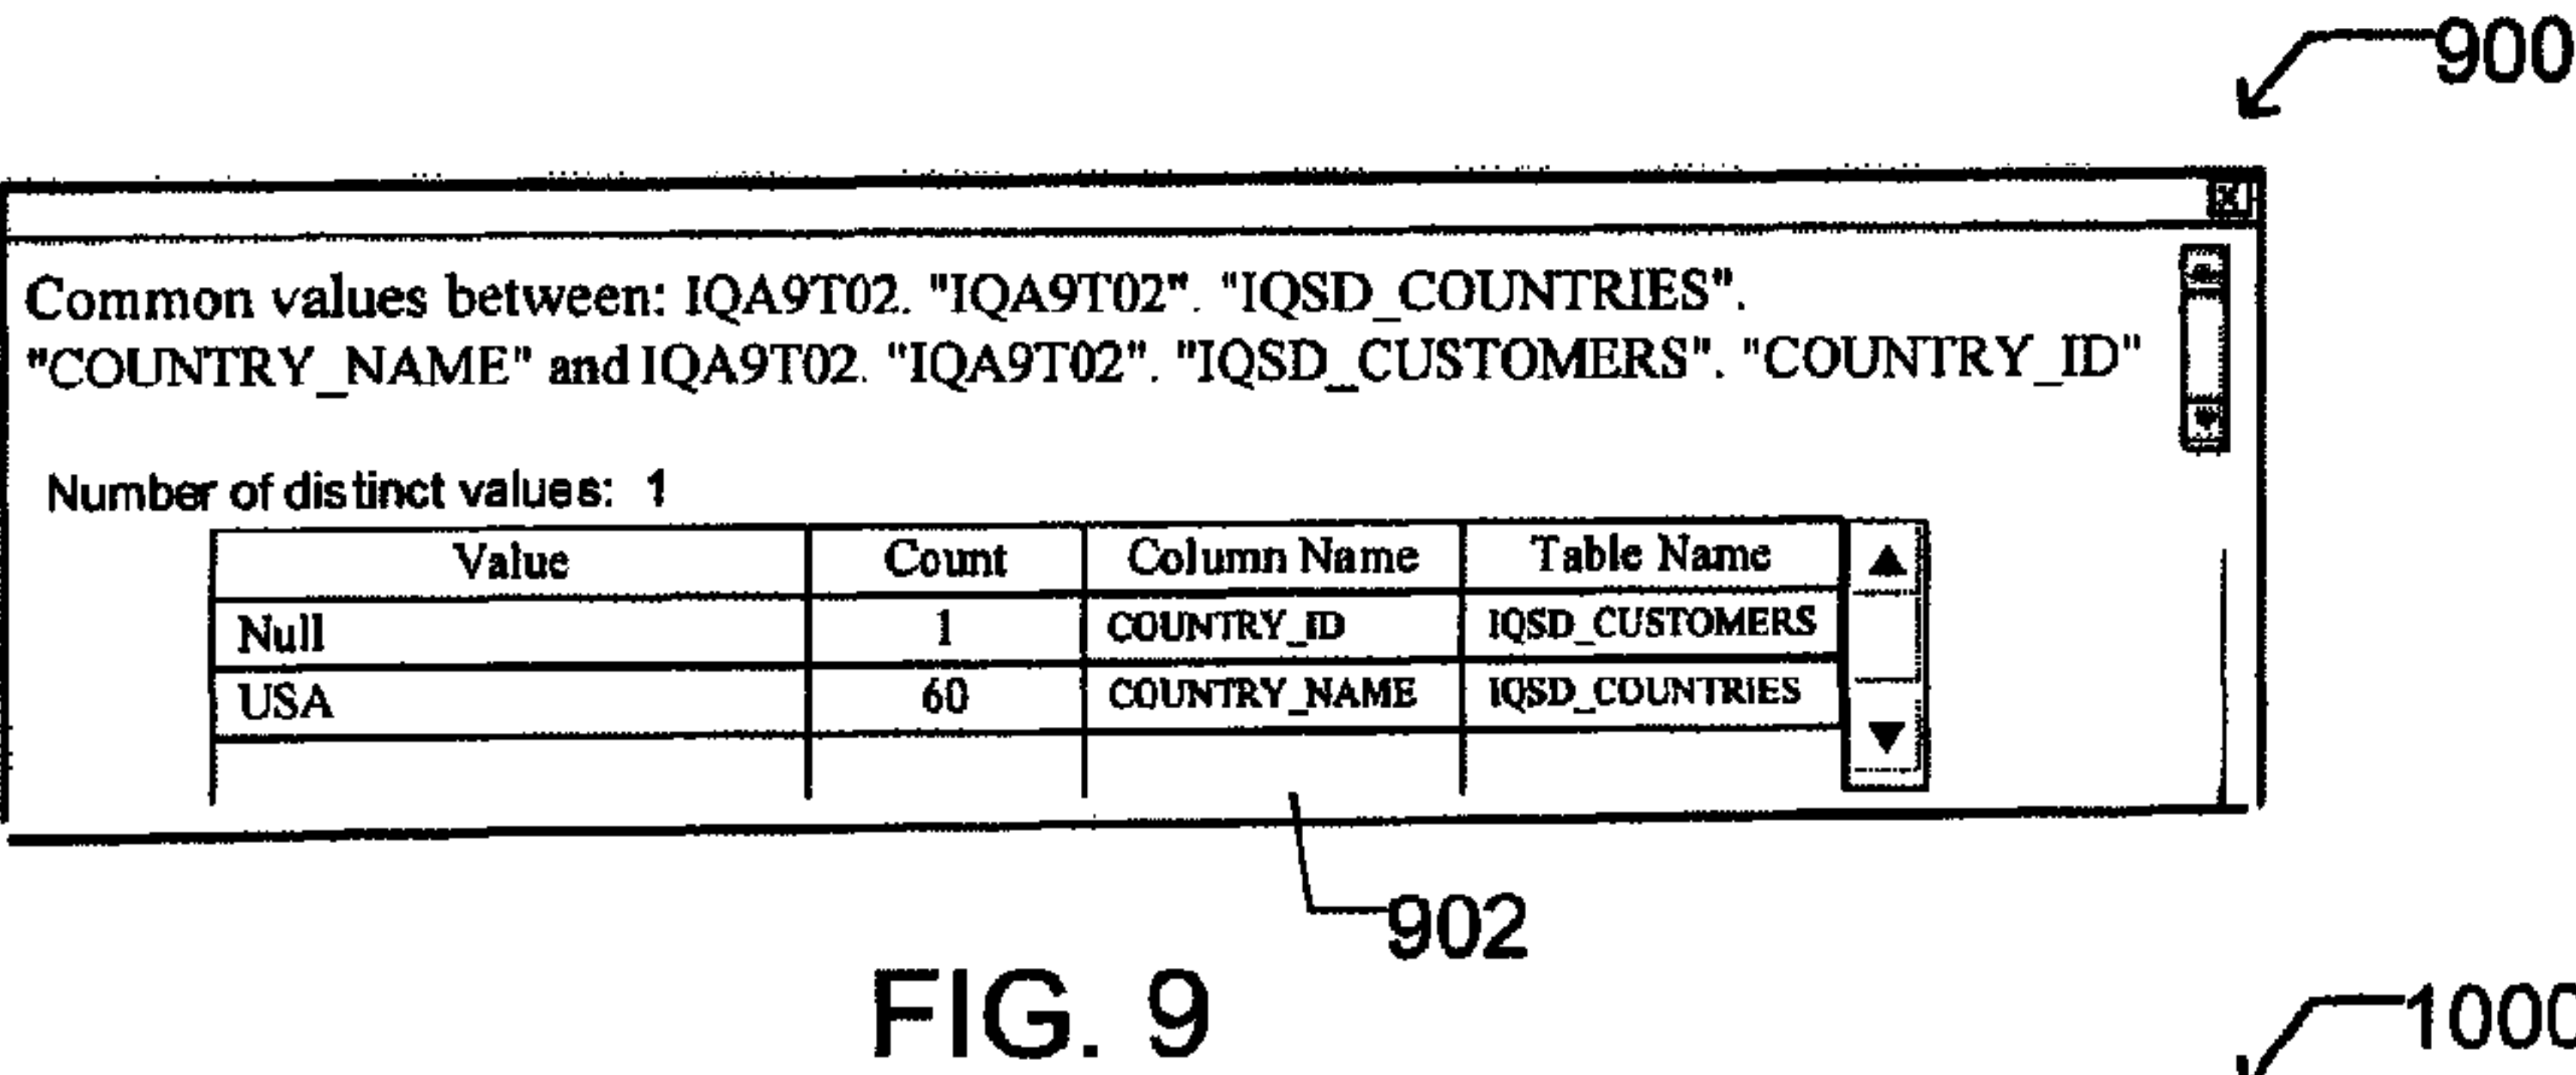 900
Common values between: IQA9T02. "IQA9T02". "IQSD_COUNTRIES".
"COUNTRY_NAME" and IQA9T02. "IQA9T02". "IQSD_CUSTOMERS". "COUNTRY_ID"
Number of distinct values: 1
Value Count Column Name Table Name
Null 1 COUNTRY_ID IQSD_CUSTOMERS
USA 60 COUNTRY_NAME IQSD_COUNTRIES
902
FIG. 9
1000